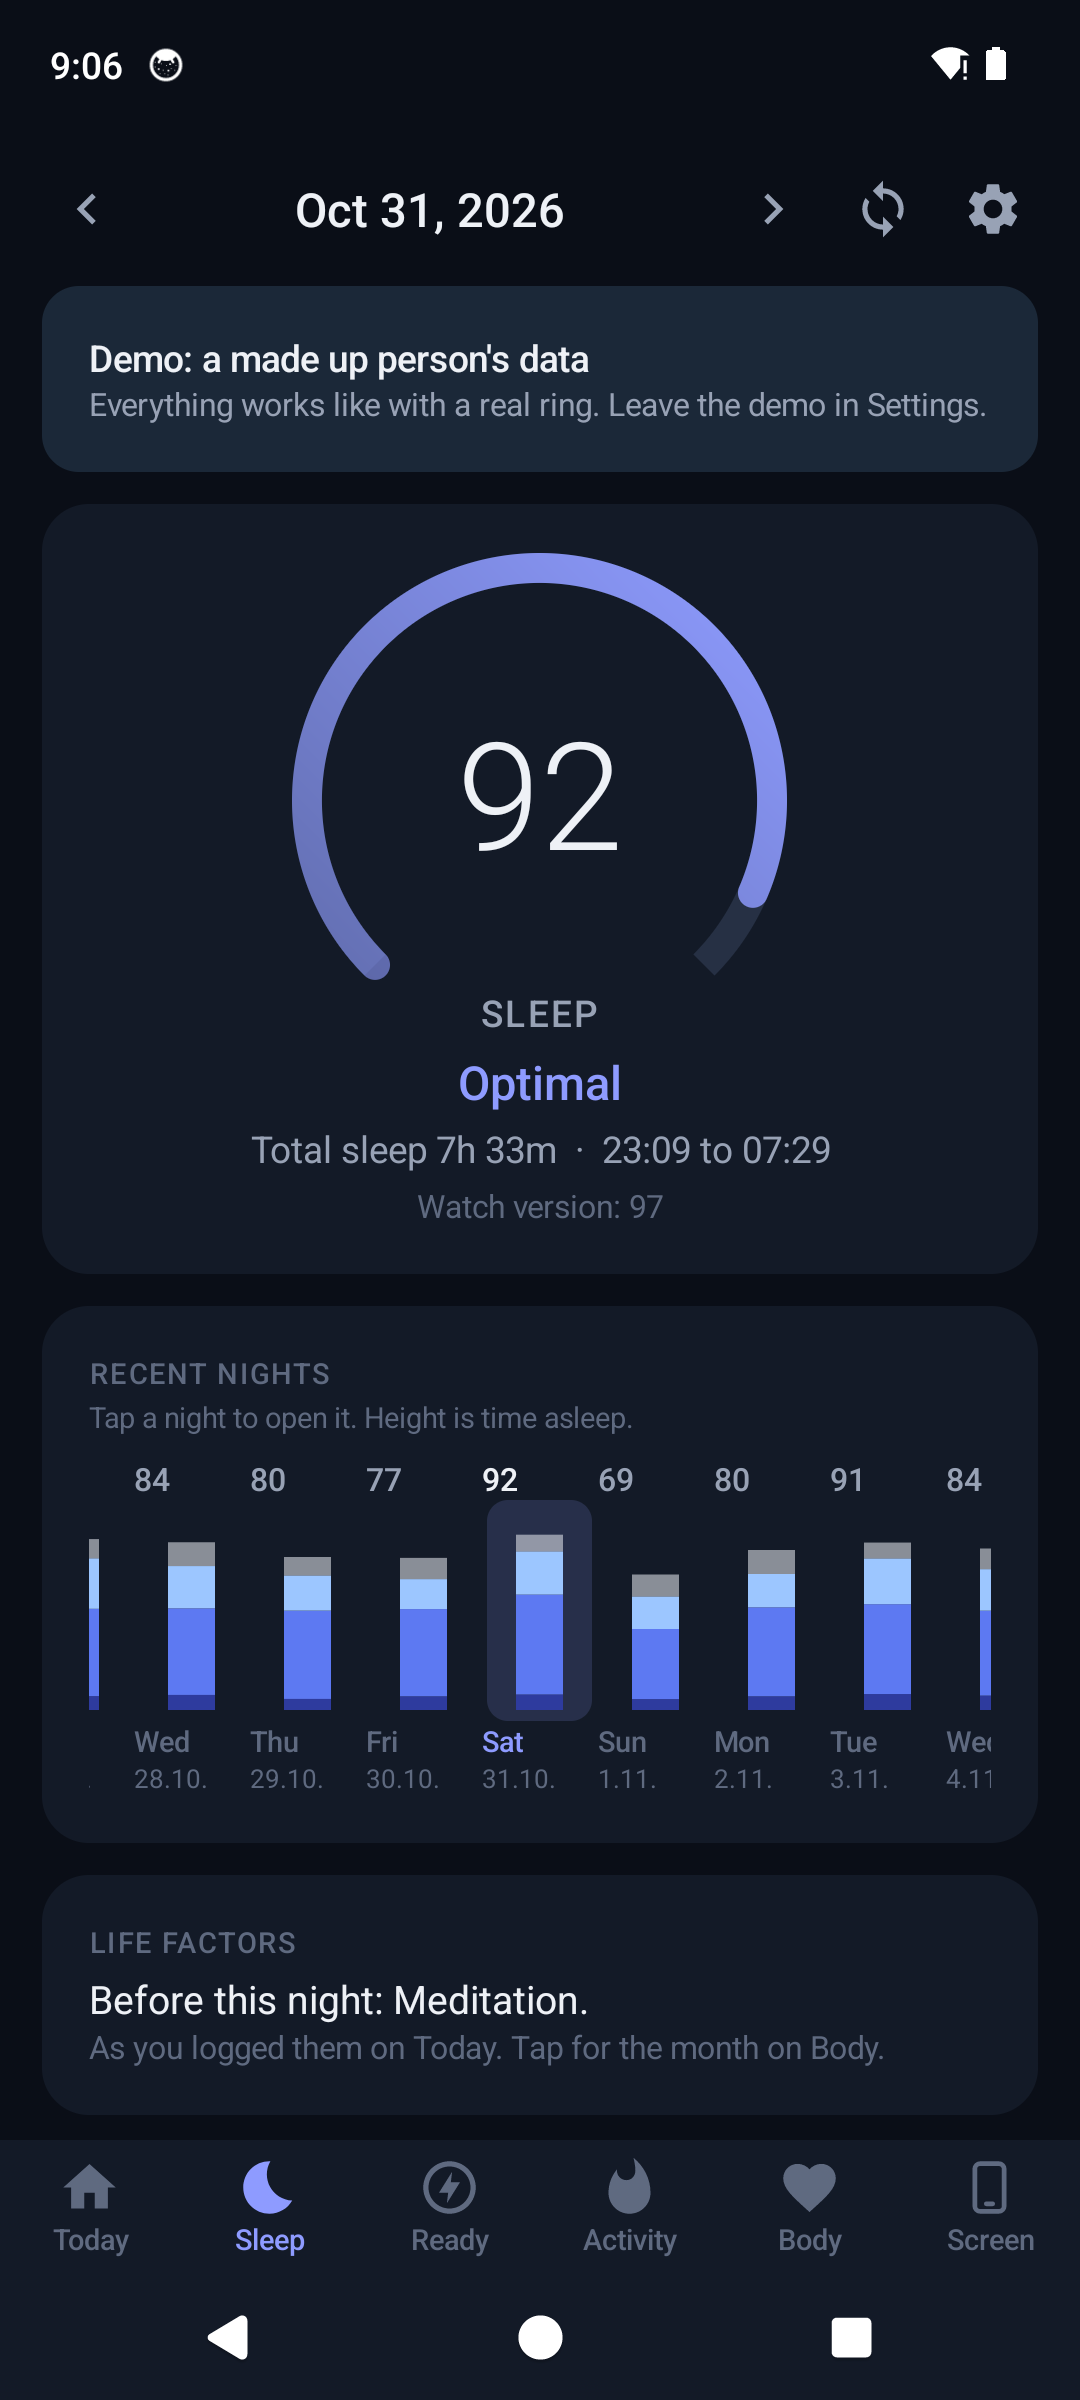 9:06
Oct 31, 2026
Demo: a made up person's data
Everything works like with a real ring. Leave the demo in Settings.
92
SLEEP
Optimal
Total sleep 7h 33m · 23:09 to 07:29
Watch version: 97
RECENT NIGHTS
Tap a night to open it. Height is time asleep.
84 80 77 92 69 80 91 84
Wed Thu Fri Sat Sun Mon Tue Wed
28.10. 29.10. 30.10. 31.10. 1.11. 2.11. 3.11. 4.11
LIFE FACTORS
Before this night: Meditation.
As you logged them on Today. Tap for the month on Body.
Today Sleep Ready Activity Body Screen